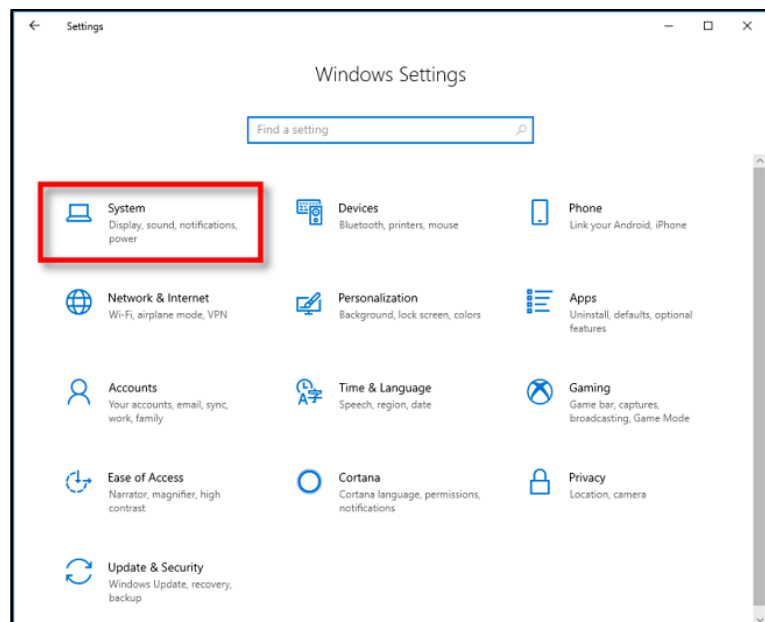 Settings
Windows Settings
Find a setting
System
Display, sound, notifications,
power
Devices
Bluetooth, printers, mouse
Phone
Link your Android, iPhone
Network & Internet
Wi-Fi, airplane mode, VPN
Personalization
Background, lock screen, colors
Apps
Uninstall, defaults, optional
features
Accounts
Your accounts, email, sync,
work, family
Time & Language
Speech, region, date
Gaming
Game bar, captures,
broadcasting, Game Mode
Ease of Access
Narrator, magnifier, high
contrast
Cortana
Cortana language, permissions,
notifications
Privacy
Location, camera
Update & Security
Windows Update, recovery,
backup